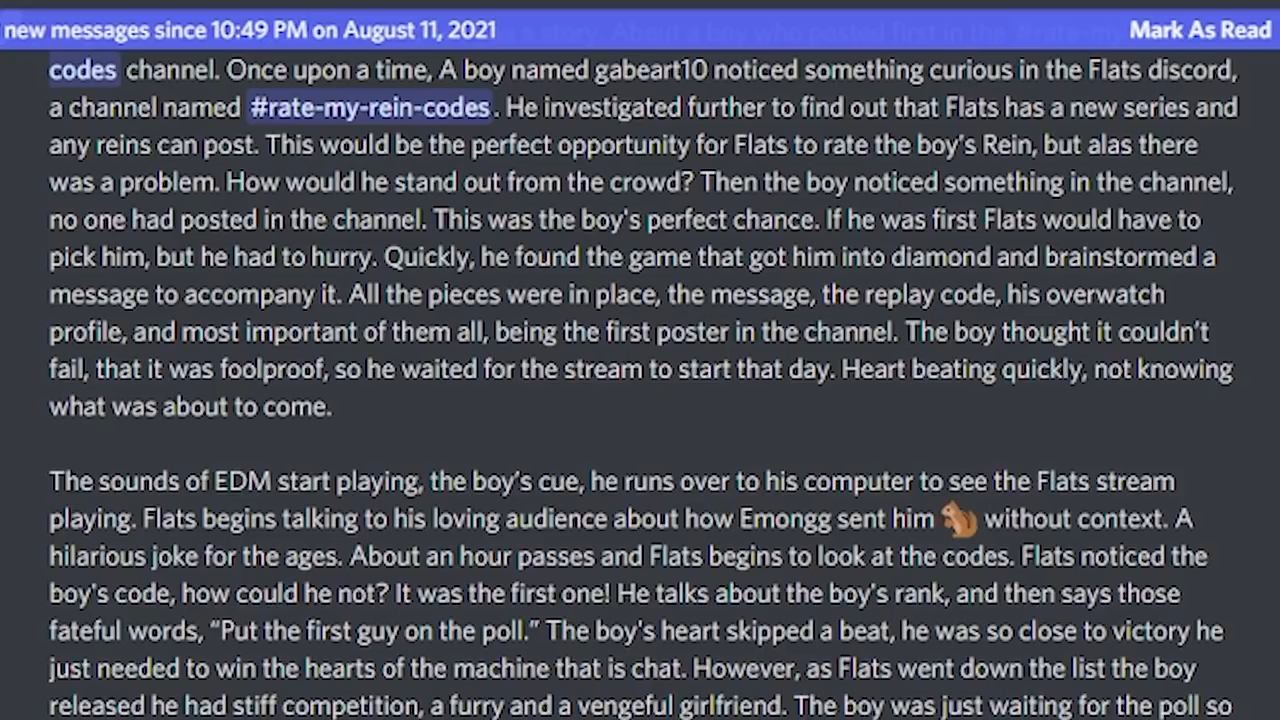 new messages since 10:49 PM on August 11, 2021 Mark As Read
codes channel. Once upon a time, A boy named gabeart10 noticed something curious in the Flats discord,
a channel named #rate-my-rein-codes. He investigated further to find out that Flats has a new series and
any reins can post. This would be the perfect opportunity for Flats to rate the boy's Rein, but alas there
was a problem. How would he stand out from the crowd? Then the boy noticed something in the channel,
no one had posted in the channel. This was the boy's perfect chance. If he was first Flats would have to
pick him, but he had to hurry. Quickly, he found the game that got him into diamond and brainstormed a
message to accompany it. All the pieces were in place, the message, the replay code, his overwatch
profile, and most important of them all, being the first poster in the channel. The boy thought it couldn't
fail, that it was foolproof, so he waited for the stream to start that day. Heart beating quickly, not knowing
what was about to come.
The sounds of EDM start playing, the boy's cue, he runs over to his computer to see the Flats stream
playing. Flats begins talking to his loving audience about how Emongg sent him 🐿️ without context. A
hilarious joke for the ages. About an hour passes and Flats begins to look at the codes. Flats noticed the
boy's code, how could he not? It was the first one! He talks about the boy's rank, and then says those
fateful words, “Put the first guy on the poll.” The boy's heart skipped a beat, he was so close to victory he
just needed to win the hearts of the machine that is chat. However, as Flats went down the list the boy
released he had stiff competition, a furry and a vengeful girlfriend. The boy was just waiting for the poll so